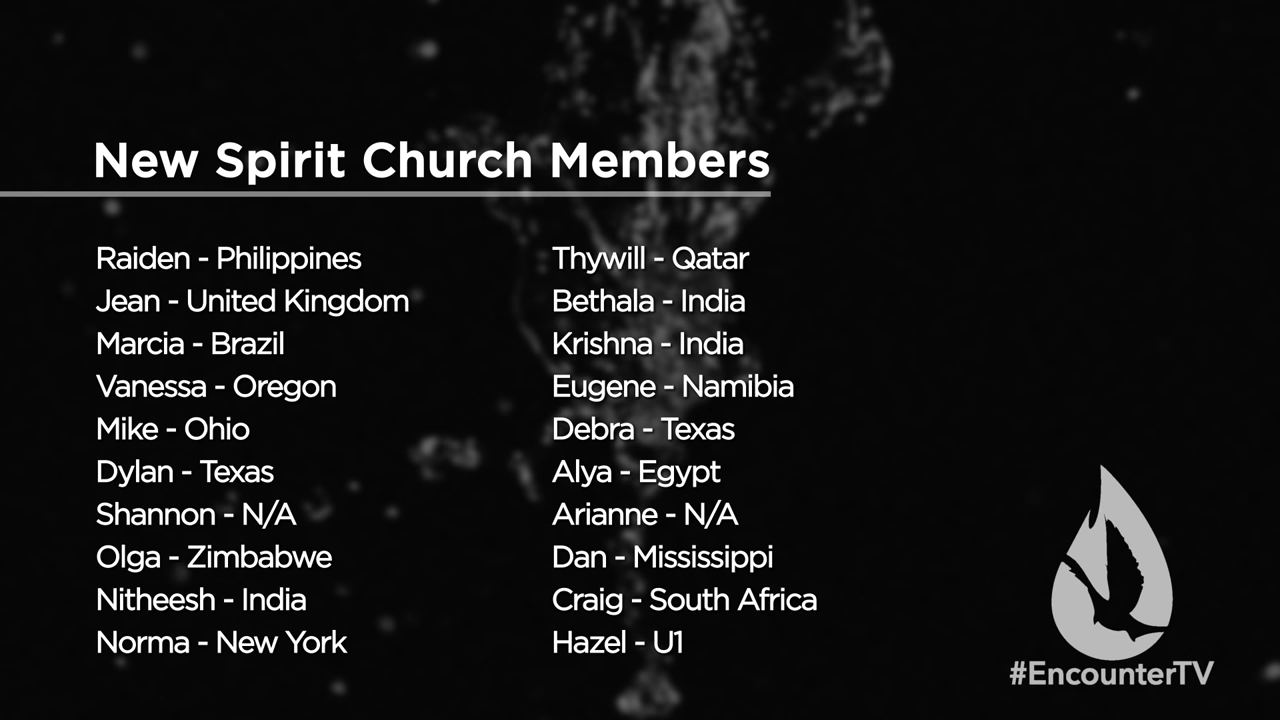 New Spirit Church Members
Raiden - Philippines
Jean - United Kingdom
Marcia - Brazil
Vanessa - Oregon
Mike - Ohio
Dylan - Texas
Shannon - N/A
Olga - Zimbabwe
Nitheesh - India
Norma - New York
Thywill - Qatar
Bethala - India
Krishna - India
Eugene - Namibia
Debra - Texas
Alya - Egypt
Arianne - N/A
Dan - Mississippi
Craig - South Africa
Hazel - U1
#EncounterTV